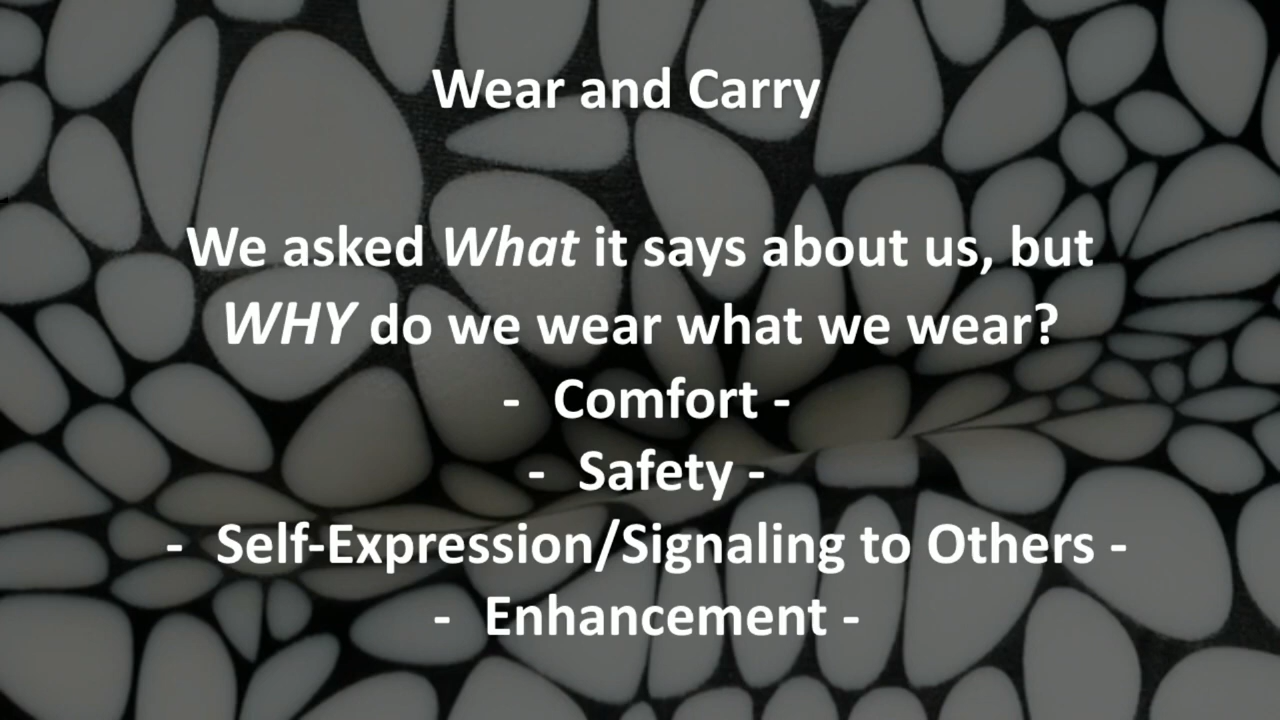 Wear and Carry
We asked What it says about us, but
WHY do we wear what we wear?
- Comfort -
- Safety -
- Self-Expression/Signaling to Others -
- Enhancement -